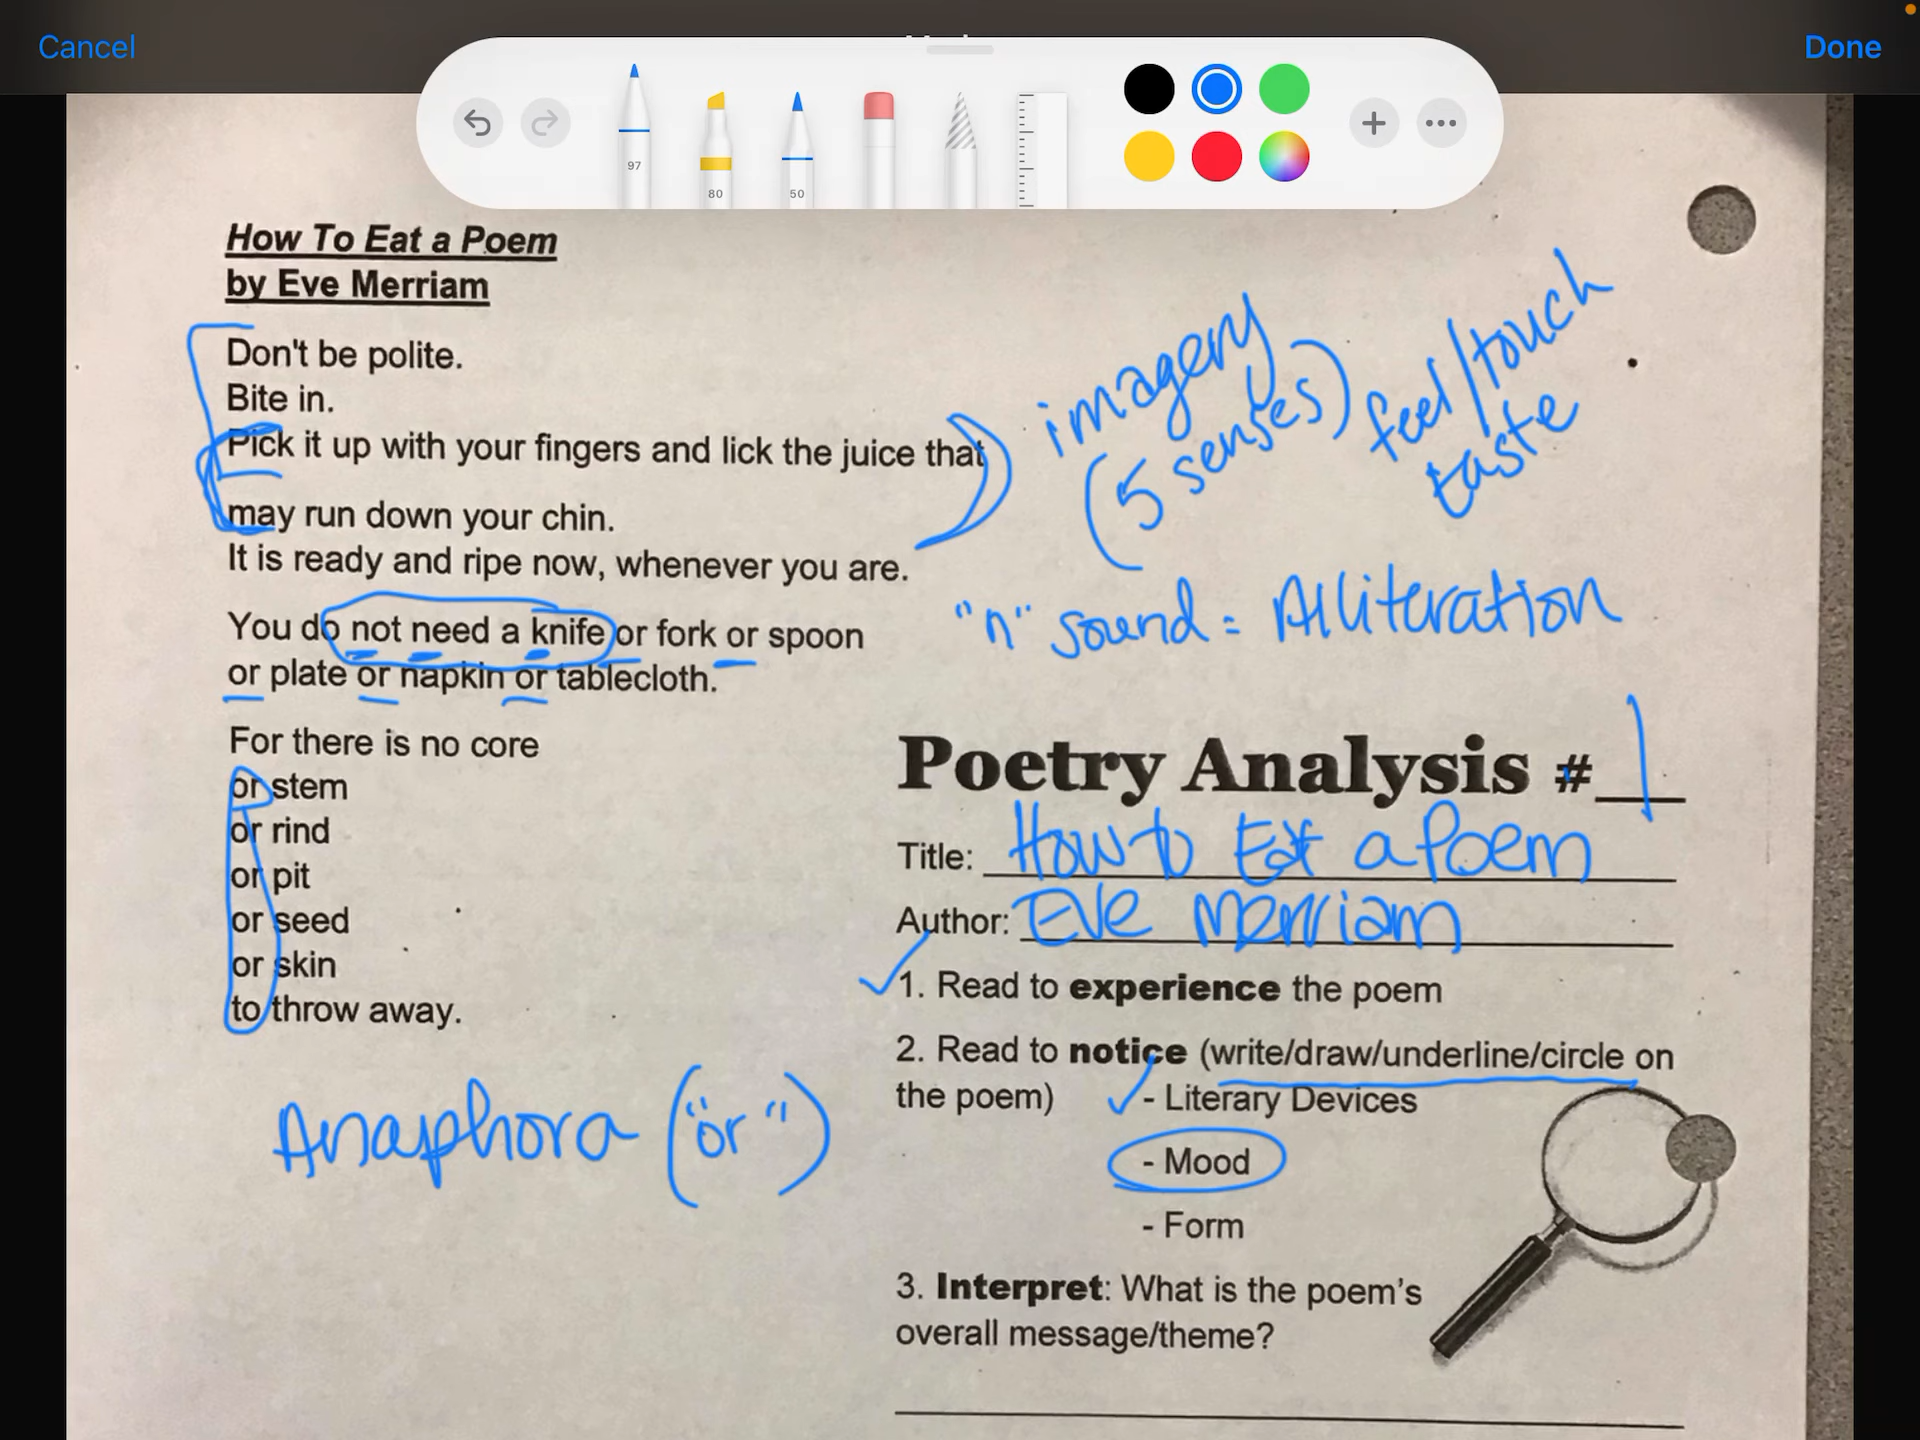 Cancel
Done
97
80
50
How To Eat a Poem
by Eve Merriam
Don't be polite.
Bite in.
Pick it up with your fingers and lick the juice that
may run down your chin.
It is ready and ripe now, whenever you are.
You do not need a knife or fork or spoon
or plate or napkin or tablecloth.
For there is no core
or stem
or rind
or pit
or seed
or skin
to throw away.
Anaphora ("or")
imagery
(5 senses)
feel/touch
taste
"n" sound = Alliteration
Poetry Analysis # 1
Title: How to Eat a Poem
Author: Eve Merriam
1. Read to experience the poem
2. Read to notice (write/draw/underline/circle on
the poem)
- Literary Devices
- Mood
- Form
3. Interpret: What is the poem's
overall message/theme?